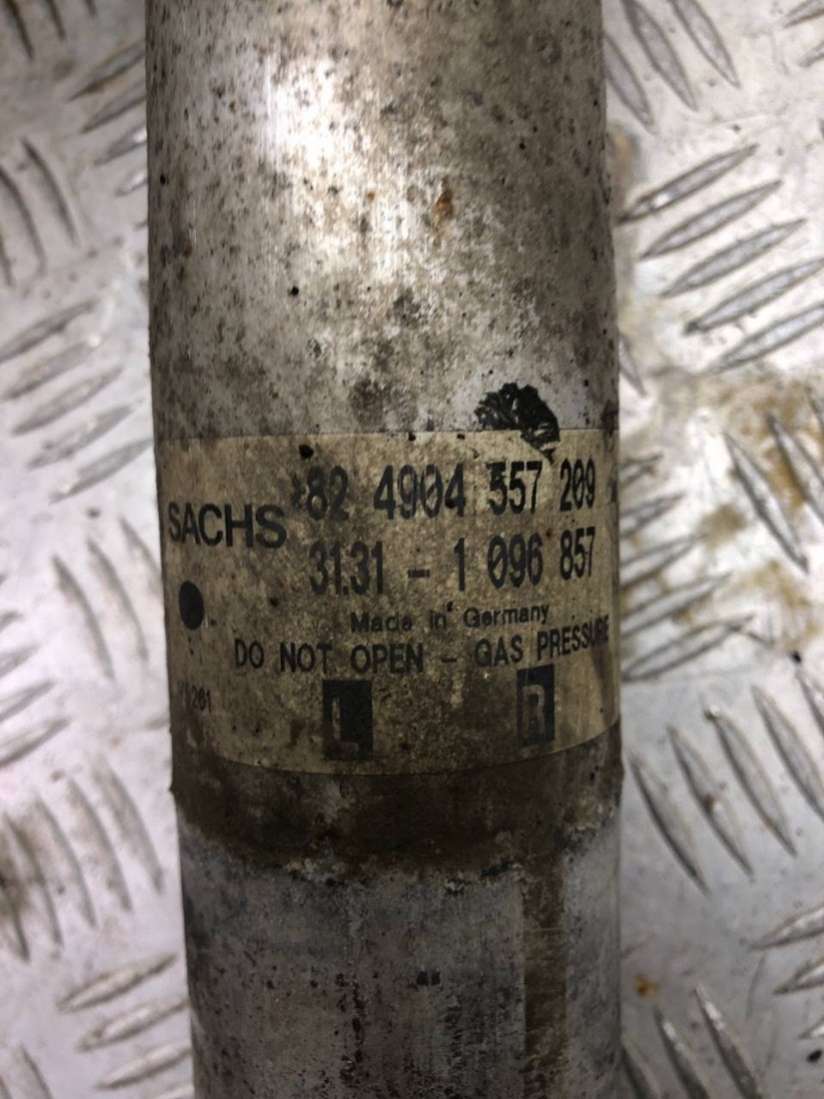 82 4904 557 209
SACHS
31.31 - 1 096 857
Made in Germany
DO NOT OPEN - GAS PRESSURE
L R